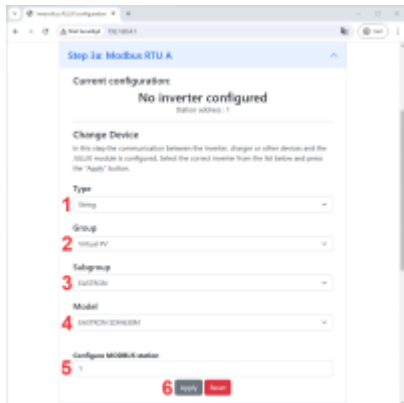 Step 3a: Modbus RTU A
Current configuration:
No inverter configured
Station address : 1
Change Device
In this step the communication between the inverter, charger or other devices and the
module is configured. Select the correct inverter from the list below and press
the "Apply" button.
Type
1 String
Group
2 Virtual PV
Subgroup
3 EASTRON
Model
4 EASTRON
Configure MODBUS station
5 1
6 Apply Reset